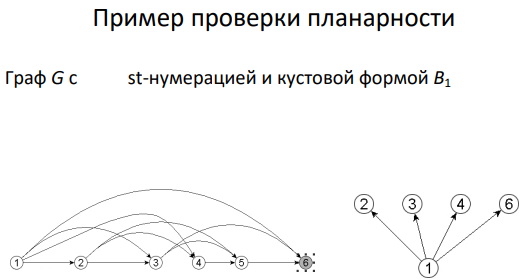 Пример проверки планарности
Граф G с st-нумерацией и кустовой формой B1
2 3 4 6
1 2 3 4 5 6
1